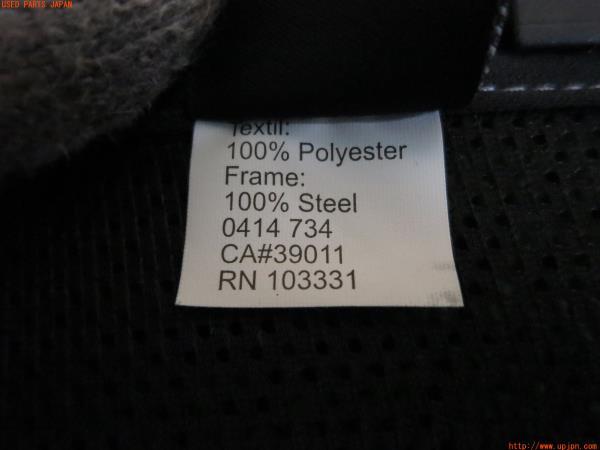 USED PARTS JAPAN
Textil:
100% Polyester
Frame:
100% Steel
0414 734
CA#39011
RN 103331
http://www.upjpn.com